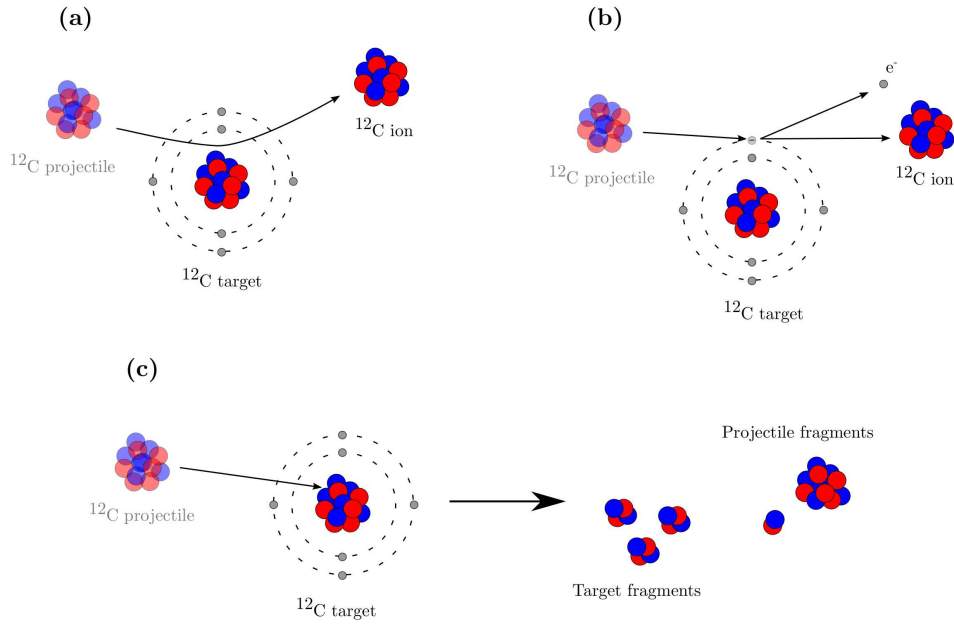 (a)
¹²C projectile
¹²C ion
¹²C target
(b)
e⁻
¹²C projectile
¹²C ion
¹²C target
(c)
¹²C projectile
¹²C target
Projectile fragments
Target fragments